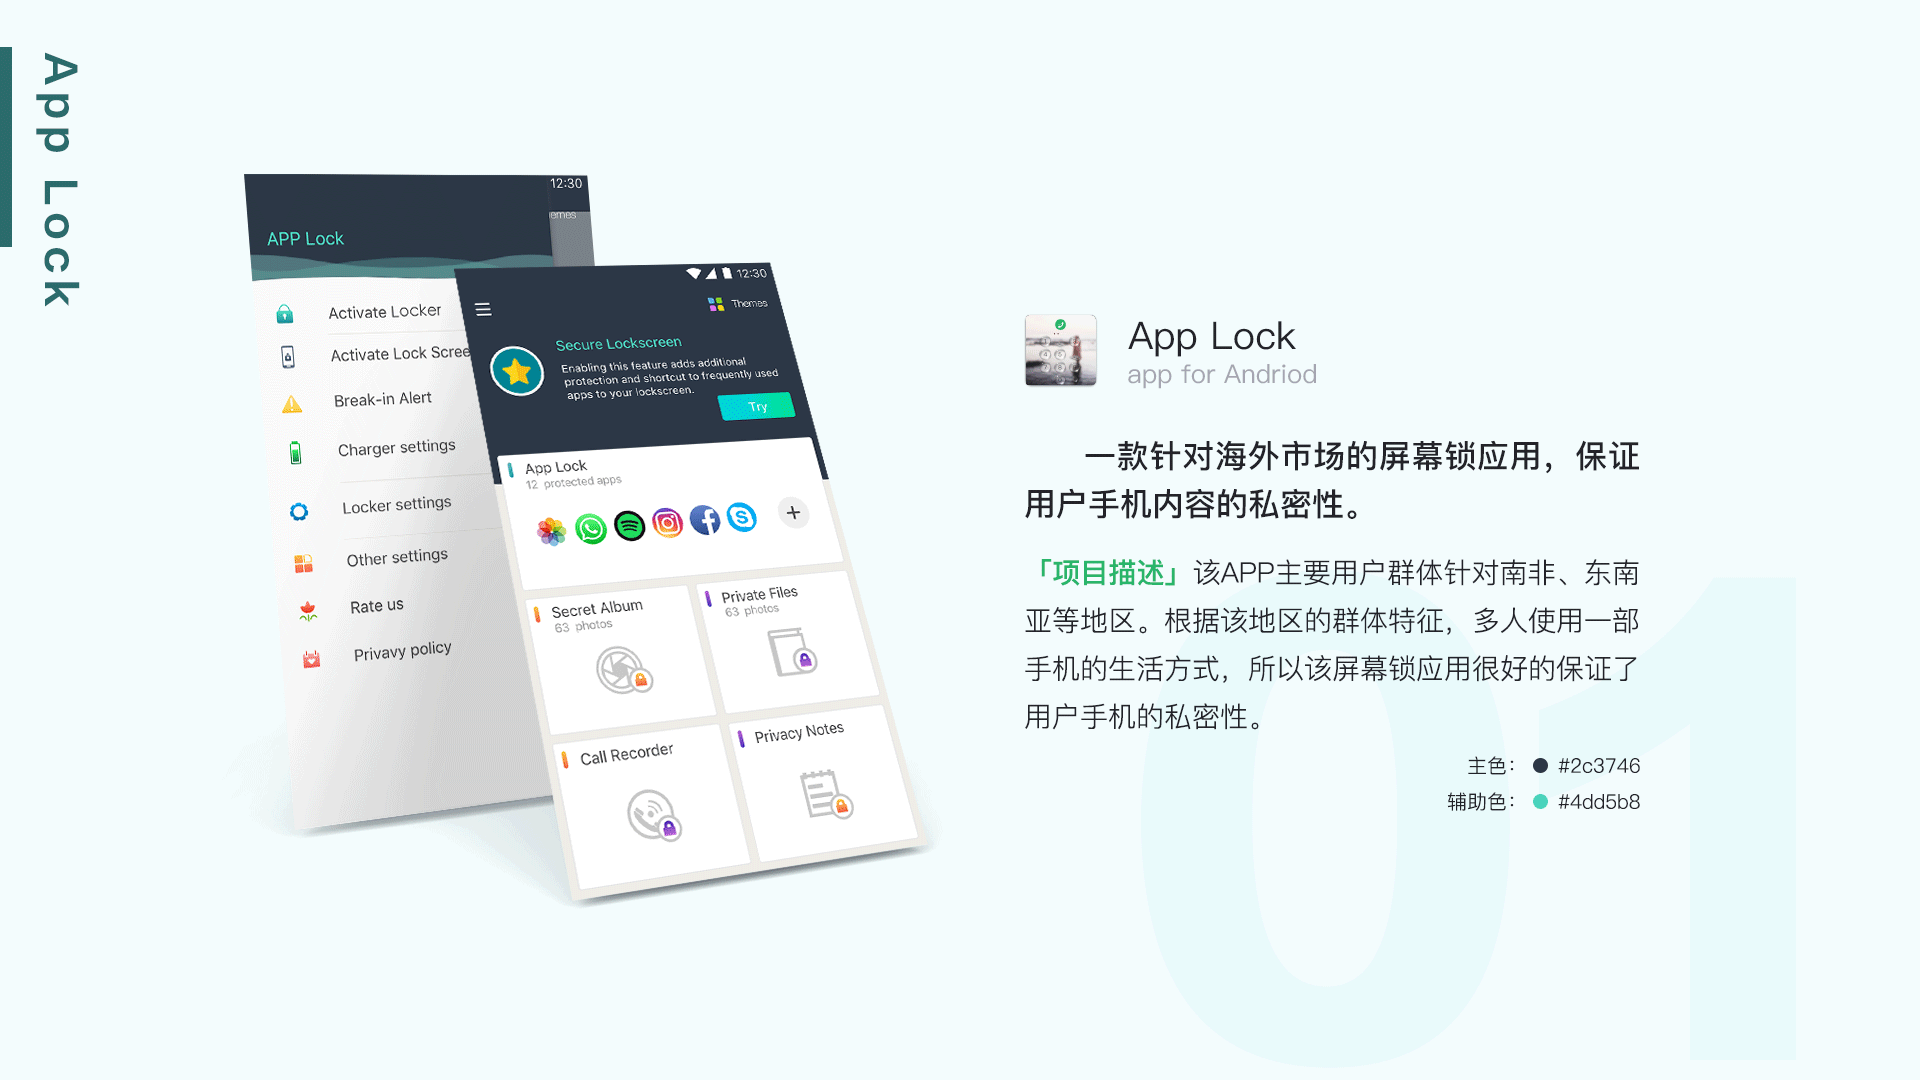 App Lock
12:30
emes
APP Lock
Activate Locker
Activate Lock Scree
Break-in Alert
Charger settings
Locker settings
Other settings
Rate us
Privavy policy
12:30
Themes
Secure Lockscreen
Enabling this feature adds additional
protection and shortcut to frequently used
apps to your lockscreen.
Try
App Lock
12 protected apps
Secret Album
63 photos
Private Files
63 photos
Call Recorder
Privacy Notes
App Lock
app for Andriod
一款针对海外市场的屏幕锁应用，保证
用户手机内容的私密性。
「项目描述」该APP主要用户群体针对南非、东南
亚等地区。根据该地区的群体特征，多人使用一部
手机的生活方式，所以该屏幕锁应用很好的保证了
用户手机的私密性。
主色： #2c3746
辅助色： #4dd5b8
01